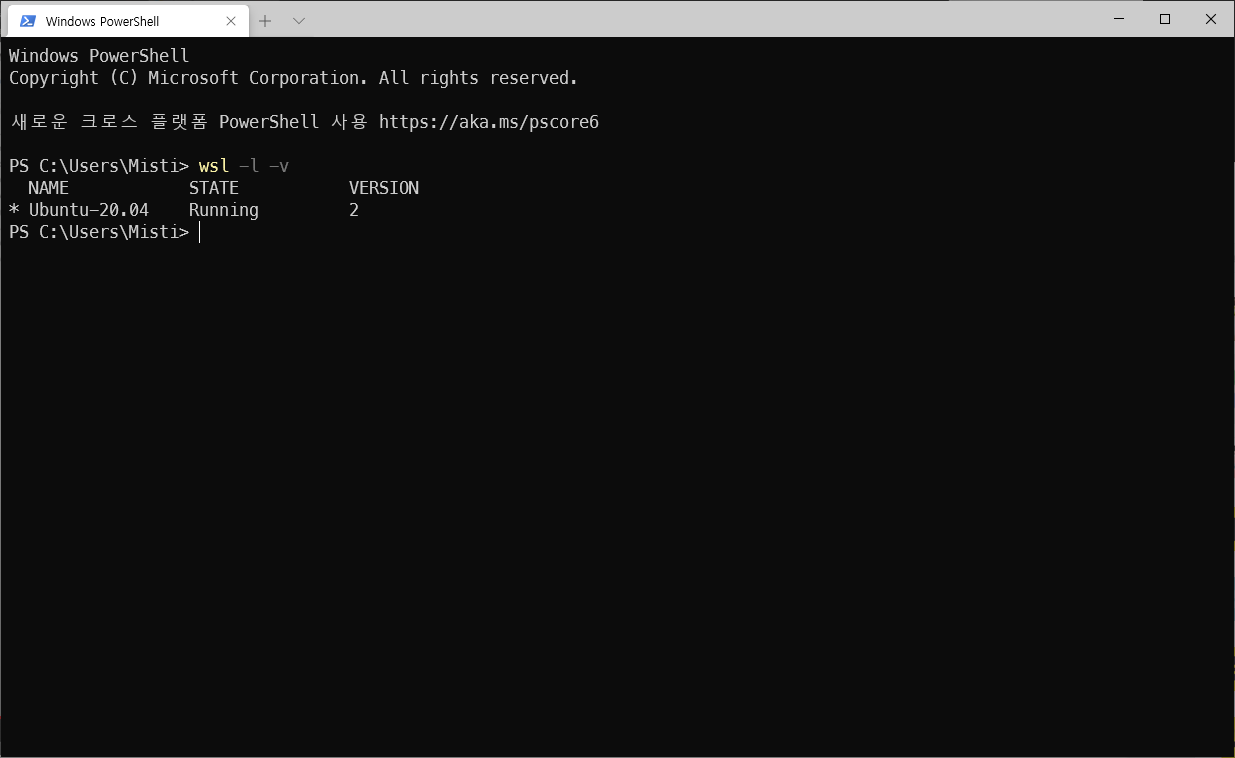 Windows PowerShell
Windows PowerShell
Copyright (C) Microsoft Corporation. All rights reserved.
새로운 크로스 플랫폼 PowerShell 사용 https://aka.ms/pscore6
PS C:\Users\Misti> wsl -l -v
NAME STATE VERSION
* Ubuntu-20.04 Running 2
PS C:\Users\Misti>